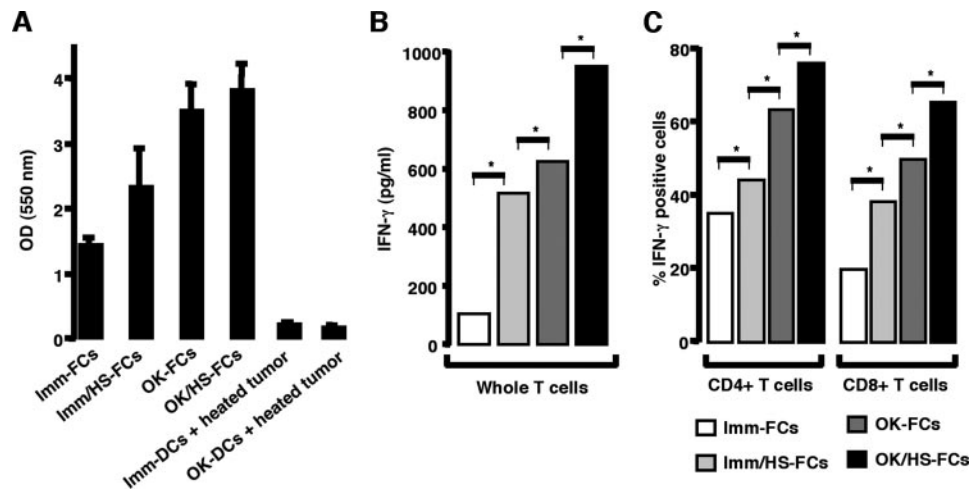 A
OD (550 nm)
4
3
2
1
0
Imm-FCs
Imm/HS-FCs
OK-FCs
OK/HS-FCs
Imm-DCs + heated tumor
OK-DCs + heated tumor
B
IFN-γ (pg/ml)
1000
800
600
400
200
0
*
*
*
Whole T cells
C
% IFN-γ positive cells
80
60
40
20
0
*
*
*
*
*
*
CD4+ T cells
CD8+ T cells
Imm-FCs
OK-FCs
Imm/HS-FCs
OK/HS-FCs